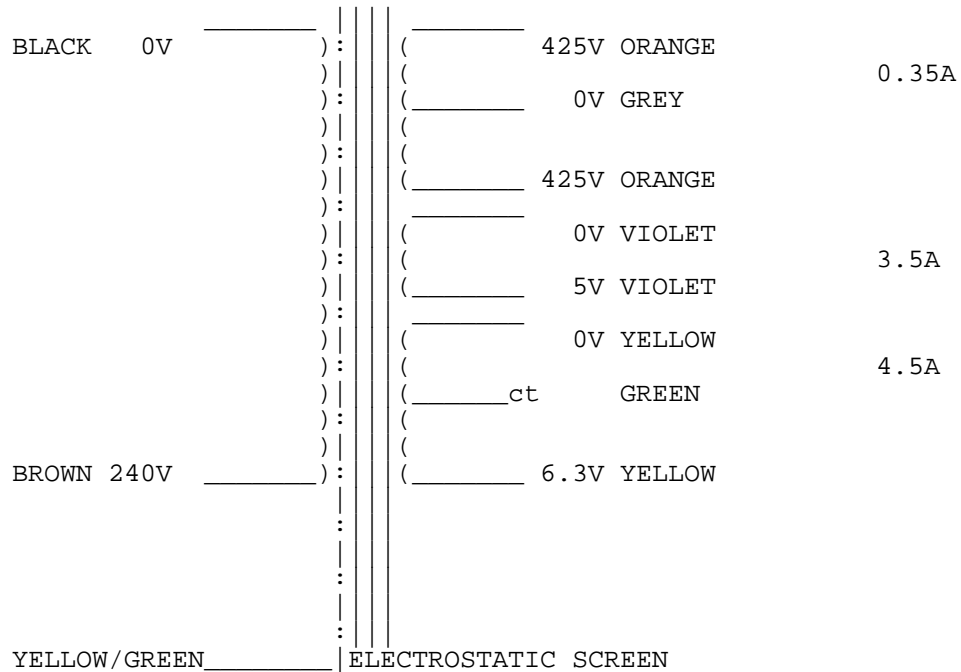 BLACK 0V 425V ORANGE
0.35A
0V GREY
425V ORANGE
0V VIOLET
3.5A
5V VIOLET
0V YELLOW
4.5A
ct GREEN
BROWN 240V 6.3V YELLOW
YELLOW/GREEN ELECTROSTATIC SCREEN